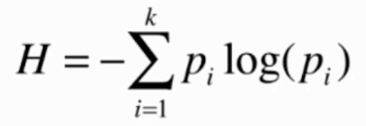 H = −∑_{i=1}^{k} p_i log(p_i)